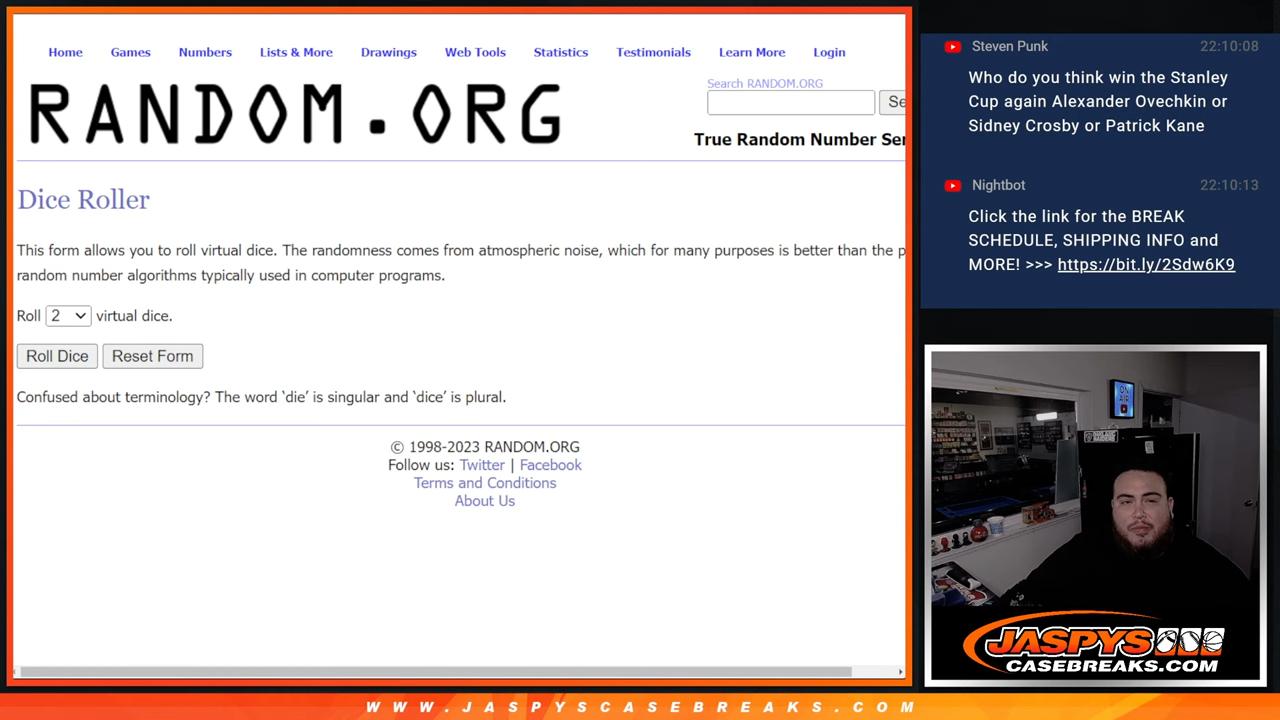 Home Games Numbers Lists & More Drawings Web Tools Statistics Testimonials Learn More Login
RANDOM.ORG
Search RANDOM.ORG
Se
True Random Number Ser
Dice Roller
This form allows you to roll virtual dice. The randomness comes from atmospheric noise, which for many purposes is better than the p
random number algorithms typically used in computer programs.
Roll 2 virtual dice.
Roll Dice Reset Form
Confused about terminology? The word ‘die’ is singular and ‘dice’ is plural.
© 1998-2023 RANDOM.ORG
Follow us: Twitter | Facebook
Terms and Conditions
About Us
Steven Punk 22:10:08
Who do you think win the Stanley
Cup again Alexander Ovechkin or
Sidney Crosby or Patrick Kane
Nightbot 22:10:13
Click the link for the BREAK
SCHEDULE, SHIPPING INFO and
MORE! >>> https://bit.ly/2Sdw6K9
ON
AIR
JASPYS
CASEBREAKS.COM
WWW.JASPYSCASEBREAKS.COM